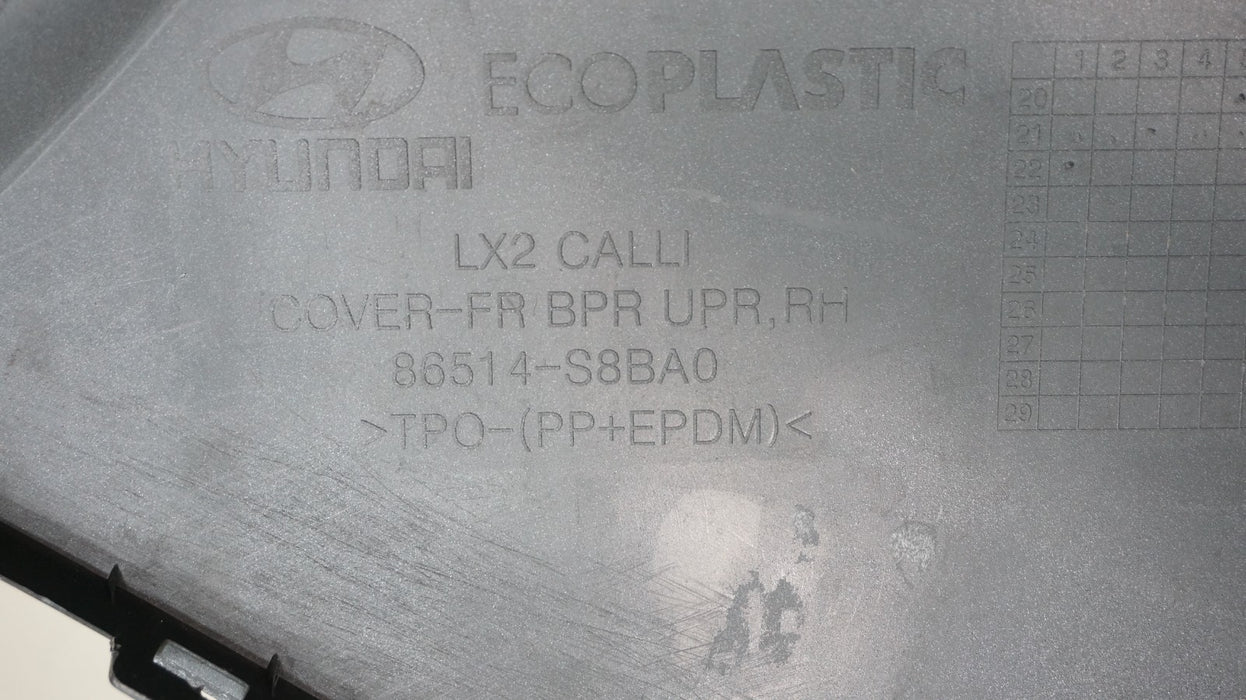 HYUNDAI
ECOPLASTIC
LX2 CALLI
COVER-FR BPR UPR,RH
86514-S8BA0
>TPO-(PP+EPDM)<
1 2 3 4
20
21
22
23
24
25
26
27
28
29